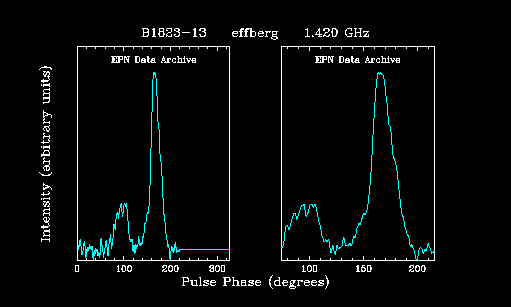 B1823-13 effberg 1.420 GHz
EPN Data Archive EPN Data Archive
Intensity (arbitrary units)
0 100 200 300 100 150 200
Pulse Phase (degrees)